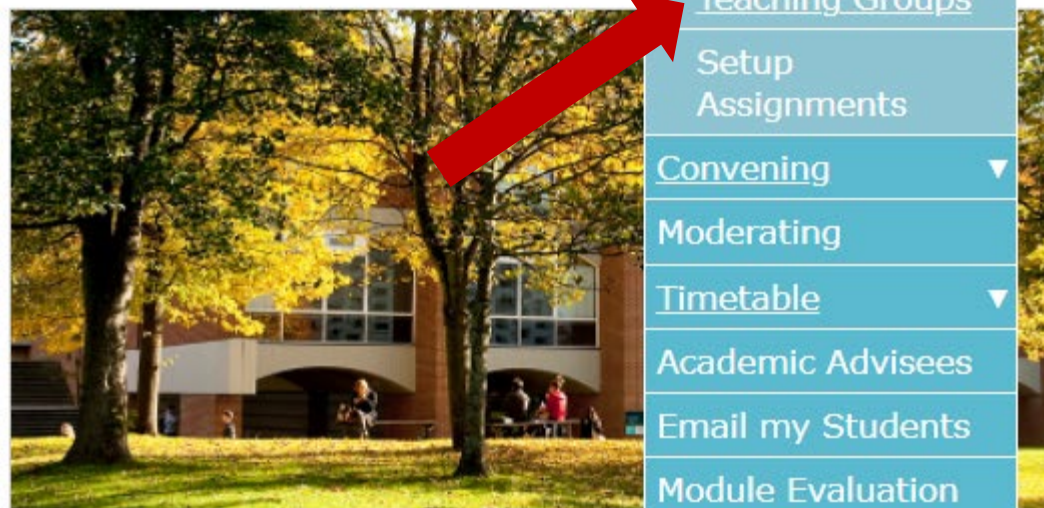 Teaching Groups
Setup
Assignments
Convening ▼
Moderating
Timetable ▼
Academic Advisees
Email my Students
Module Evaluation